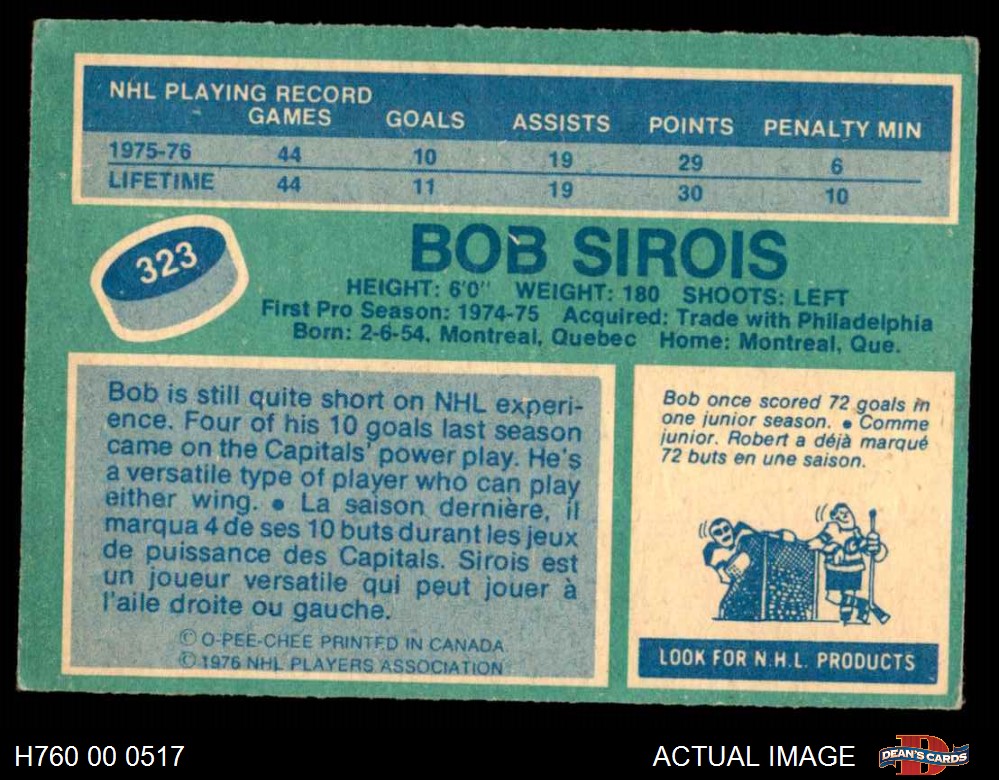 NHL PLAYING RECORD
GAMES GOALS ASSISTS POINTS PENALTY MIN
1975-76 44 10 19 29 6
LIFETIME 44 11 19 30 10
323
BOB SIROIS
HEIGHT: 6'0" WEIGHT: 180 SHOOTS: LEFT
First Pro Season: 1974-75 Acquired: Trade with Philadelphia
Born: 2-6-54, Montreal, Quebec Home: Montreal, Que.
Bob is still quite short on NHL experi-
ence. Four of his 10 goals last season
came on the Capitals' power play. He's
a versatile type of player who can play
either wing. • La saison dernière, il
marqua 4 de ses 10 buts durant les jeux
de puissance des Capitals. Sirois est
un joueur versatile qui peut jouer à
l'aile droite ou gauche.
© O-PEE-CHEE PRINTED IN CANADA
© 1976 NHL PLAYERS ASSOCIATION
Bob once scored 72 goals in
one junior season. • Comme
junior. Robert a déjà marqué
72 buts en une saison.
LOOK FOR N.H.L. PRODUCTS
H760 00 0517 ACTUAL IMAGE DEAN'S CARDS